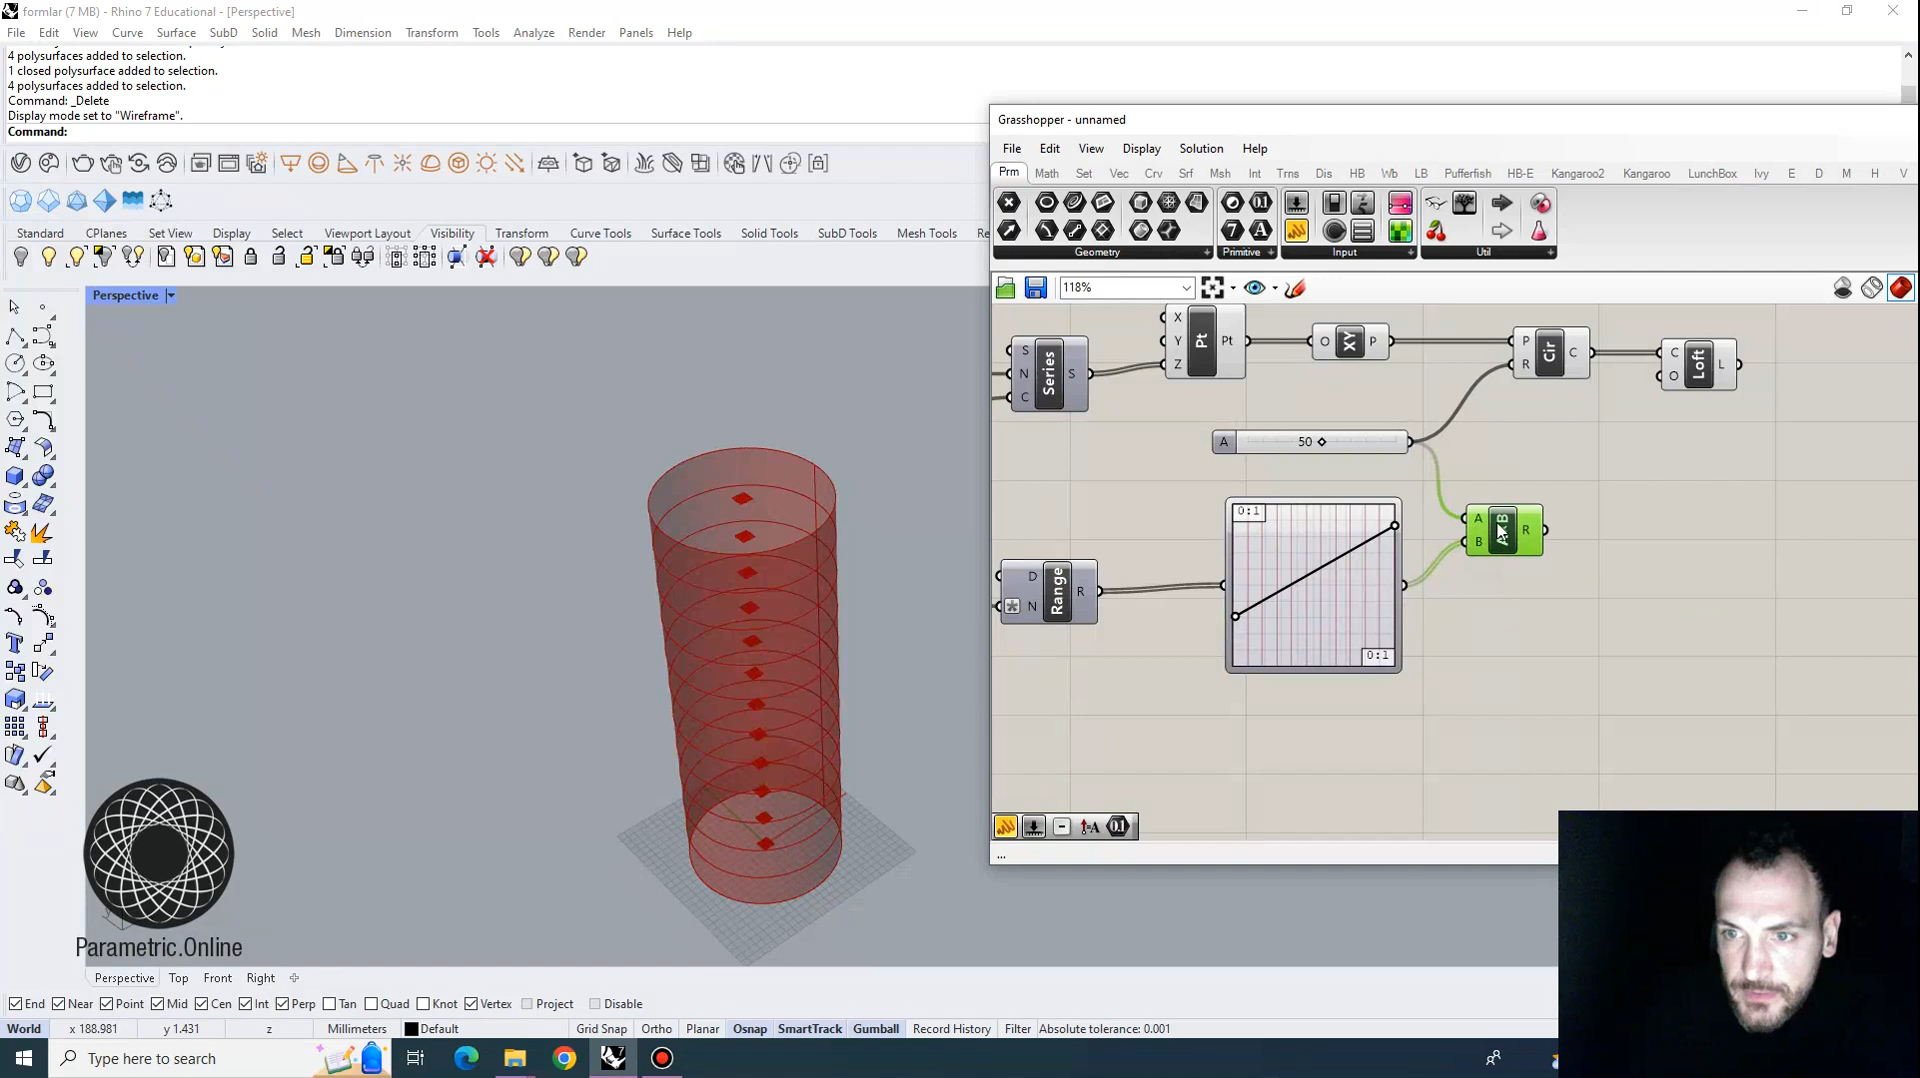 formlar (7 MB) - Rhino 7 Educational - [Perspective]
File Edit View Curve Surface SubD Solid Mesh Dimension Transform Tools Analyze Render Panels Help
4 polysurfaces added to selection.
1 closed polysurface added to selection.
4 polysurfaces added to selection.
Command: _Delete
Display mode set to "Wireframe".
Command:
Standard CPlanes Set View Display Select Viewport Layout Visibility Transform Curve Tools Surface Tools Solid Tools SubD Tools Mesh Tools Re
Perspective
Grasshopper - unnamed
File Edit View Display Solution Help
Prm Math Set Vec Crv Srf Msh Int Trns Dis HB Wb LB Pufferfish HB-E Kangaroo2 Kangaroo LunchBox Ivy E D M H V
Geometry Primitive Input Util
118%
S N C Series S
X Y Z Pt Pt
O XY P
P R Cir C
C O Loft L
A 50
0:1
0:1
D N Range R
A B A×B R
...
Parametric.Online
Perspective Top Front Right
End Near Point Mid Cen Int Perp Tan Quad Knot Vertex Project Disable
World x 188.981 y 1.431 z Millimeters Default Grid Snap Ortho Planar Osnap SmartTrack Gumball Record History Filter Absolute tolerance: 0.001
Type here to search